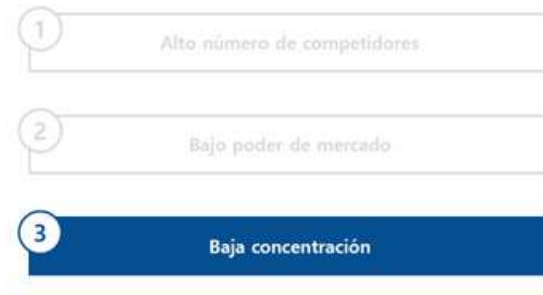 1
Alto número de competidores
2
Bajo poder de mercado
3
Baja concentración